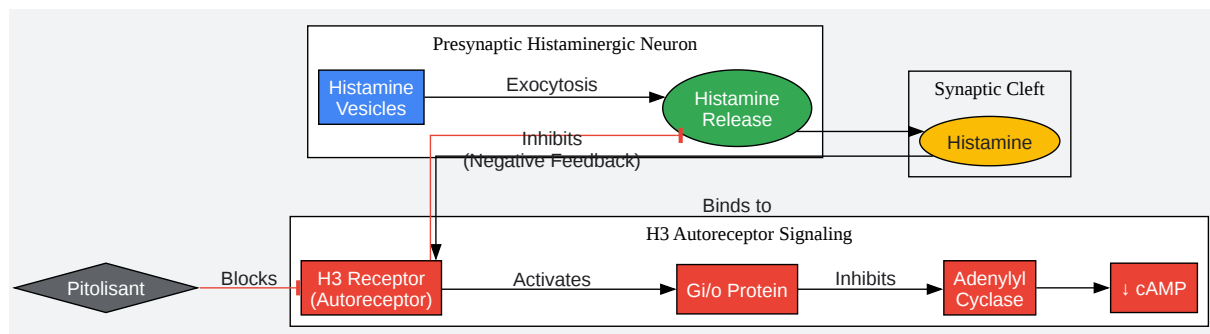 Presynaptic Histaminergic Neuron
Histamine
Vesicles
Exocytosis
Histamine
Release
Synaptic Cleft
Histamine
Inhibits
(Negative Feedback)
Binds to
H3 Autoreceptor Signaling
Pitolisant
Blocks
H3 Receptor
(Autoreceptor)
Activates
Gi/o Protein
Inhibits
Adenylyl
Cyclase
↓ cAMP